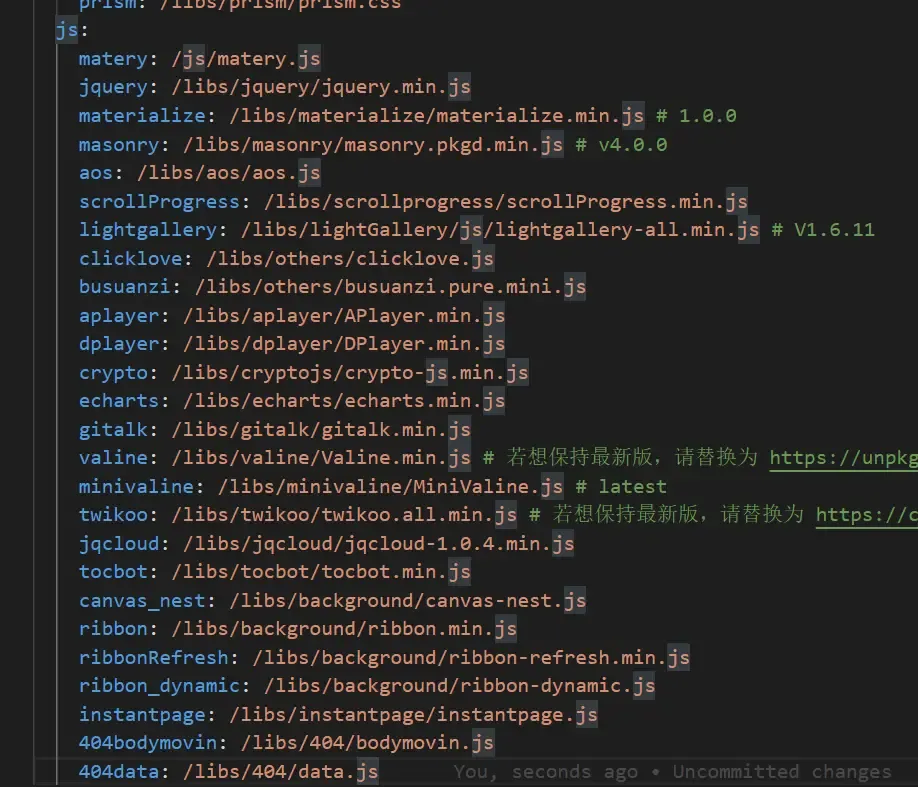 prism: /libs/prism/prism.css
js:
matery: /js/matery.js
jquery: /libs/jquery/jquery.min.js
materialize: /libs/materialize/materialize.min.js # 1.0.0
masonry: /libs/masonry/masonry.pkgd.min.js # v4.0.0
aos: /libs/aos/aos.js
scrollProgress: /libs/scrollprogress/scrollProgress.min.js
lightgallery: /libs/lightGallery/js/lightgallery-all.min.js # V1.6.11
clicklove: /libs/others/clicklove.js
busuanzi: /libs/others/busuanzi.pure.mini.js
aplayer: /libs/aplayer/APlayer.min.js
dplayer: /libs/dplayer/DPlayer.min.js
crypto: /libs/cryptojs/crypto-js.min.js
echarts: /libs/echarts/echarts.min.js
gitalk: /libs/gitalk/gitalk.min.js
valine: /libs/valine/Valine.min.js # 若想保持最新版，请替换为 https://unpkg
minivaline: /libs/minivaline/MiniValine.js # latest
twikoo: /libs/twikoo/twikoo.all.min.js # 若想保持最新版，请替换为 https://c
jqcloud: /libs/jqcloud/jqcloud-1.0.4.min.js
tocbot: /libs/tocbot/tocbot.min.js
canvas_nest: /libs/background/canvas-nest.js
ribbon: /libs/background/ribbon.min.js
ribbonRefresh: /libs/background/ribbon-refresh.min.js
ribbon_dynamic: /libs/background/ribbon-dynamic.js
instantpage: /libs/instantpage/instantpage.js
404bodymovin: /libs/404/bodymovin.js
404data: /libs/404/data.js You, seconds ago • Uncommitted changes